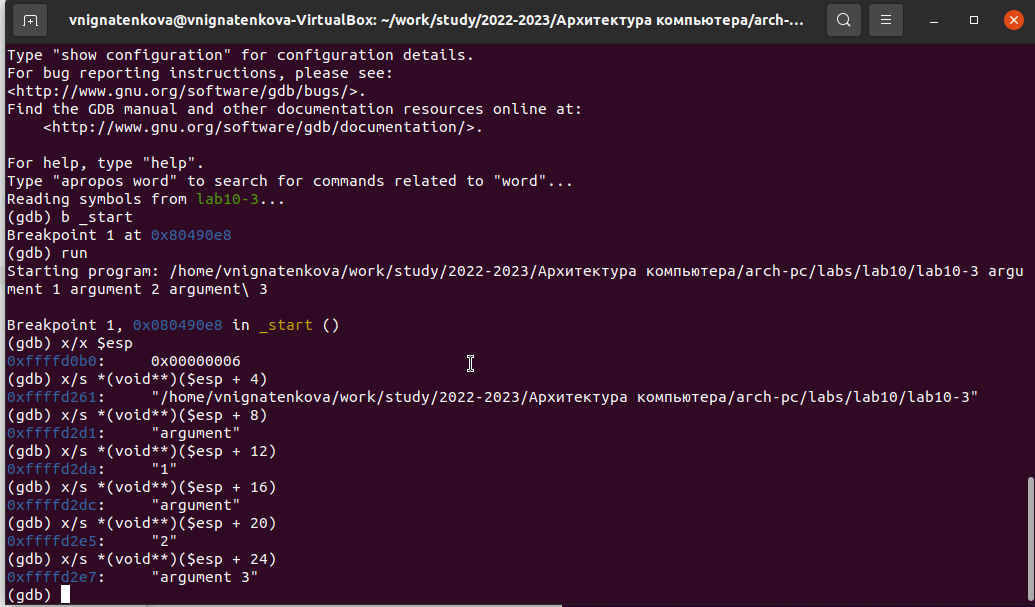 vnignatenkova@vnignatenkova-VirtualBox: ~/work/study/2022-2023/Архитектура компьютера/arch-...
Type "show configuration" for configuration details.
For bug reporting instructions, please see:
<http://www.gnu.org/software/gdb/bugs/>.
Find the GDB manual and other documentation resources online at:
    <http://www.gnu.org/software/gdb/documentation/>.
For help, type "help".
Type "apropos word" to search for commands related to "word"...
Reading symbols from lab10-3...
(gdb) b _start
Breakpoint 1 at 0x80490e8
(gdb) run
Starting program: /home/vnignatenkova/work/study/2022-2023/Архитектура компьютера/arch-pc/labs/lab10/lab10-3 argu
ment 1 argument 2 argument\ 3
Breakpoint 1, 0x080490e8 in _start ()
(gdb) x/x $esp
0xffffd0b0:     0x00000006
(gdb) x/s *(void**)($esp + 4)
0xffffd261:     "/home/vnignatenkova/work/study/2022-2023/Архитектура компьютера/arch-pc/labs/lab10/lab10-3"
(gdb) x/s *(void**)($esp + 8)
0xffffd2d1:     "argument"
(gdb) x/s *(void**)($esp + 12)
0xffffd2da:     "1"
(gdb) x/s *(void**)($esp + 16)
0xffffd2dc:     "argument"
(gdb) x/s *(void**)($esp + 20)
0xffffd2e5:     "2"
(gdb) x/s *(void**)($esp + 24)
0xffffd2e7:     "argument 3"
(gdb)